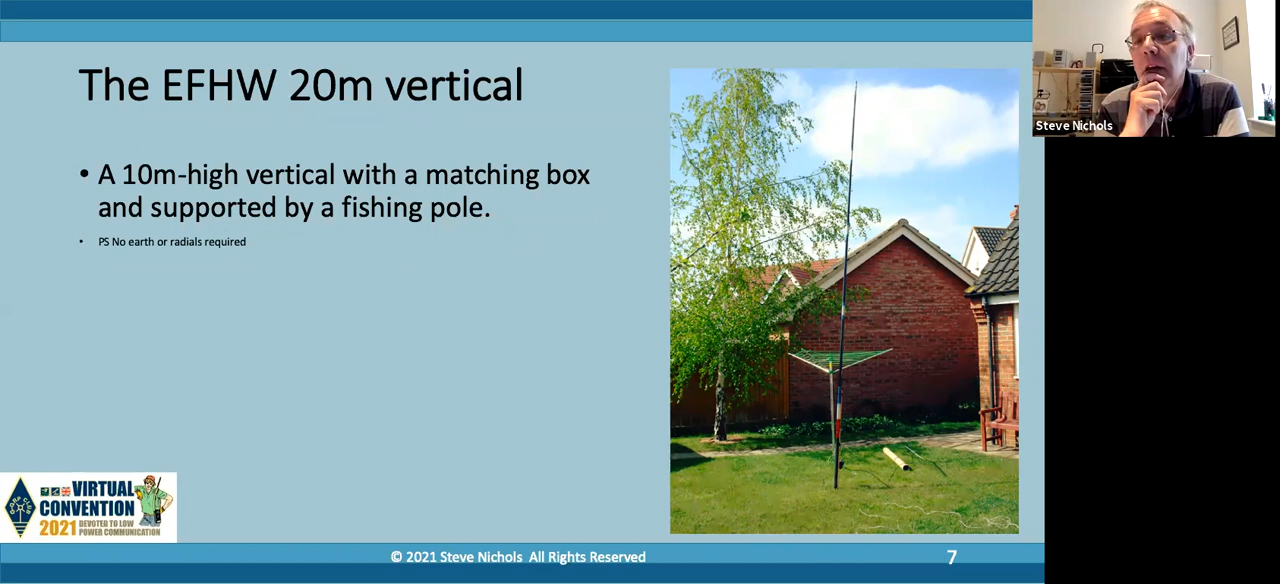 The EFHW 20m vertical
• A 10m-high vertical with a matching box
and supported by a fishing pole.
• PS No earth or radials required
Steve Nichols
VIRTUAL
CONVENTION
2021 DEVOTED TO LOW
POWER COMMUNICATION
© 2021 Steve Nichols All Rights Reserved
7